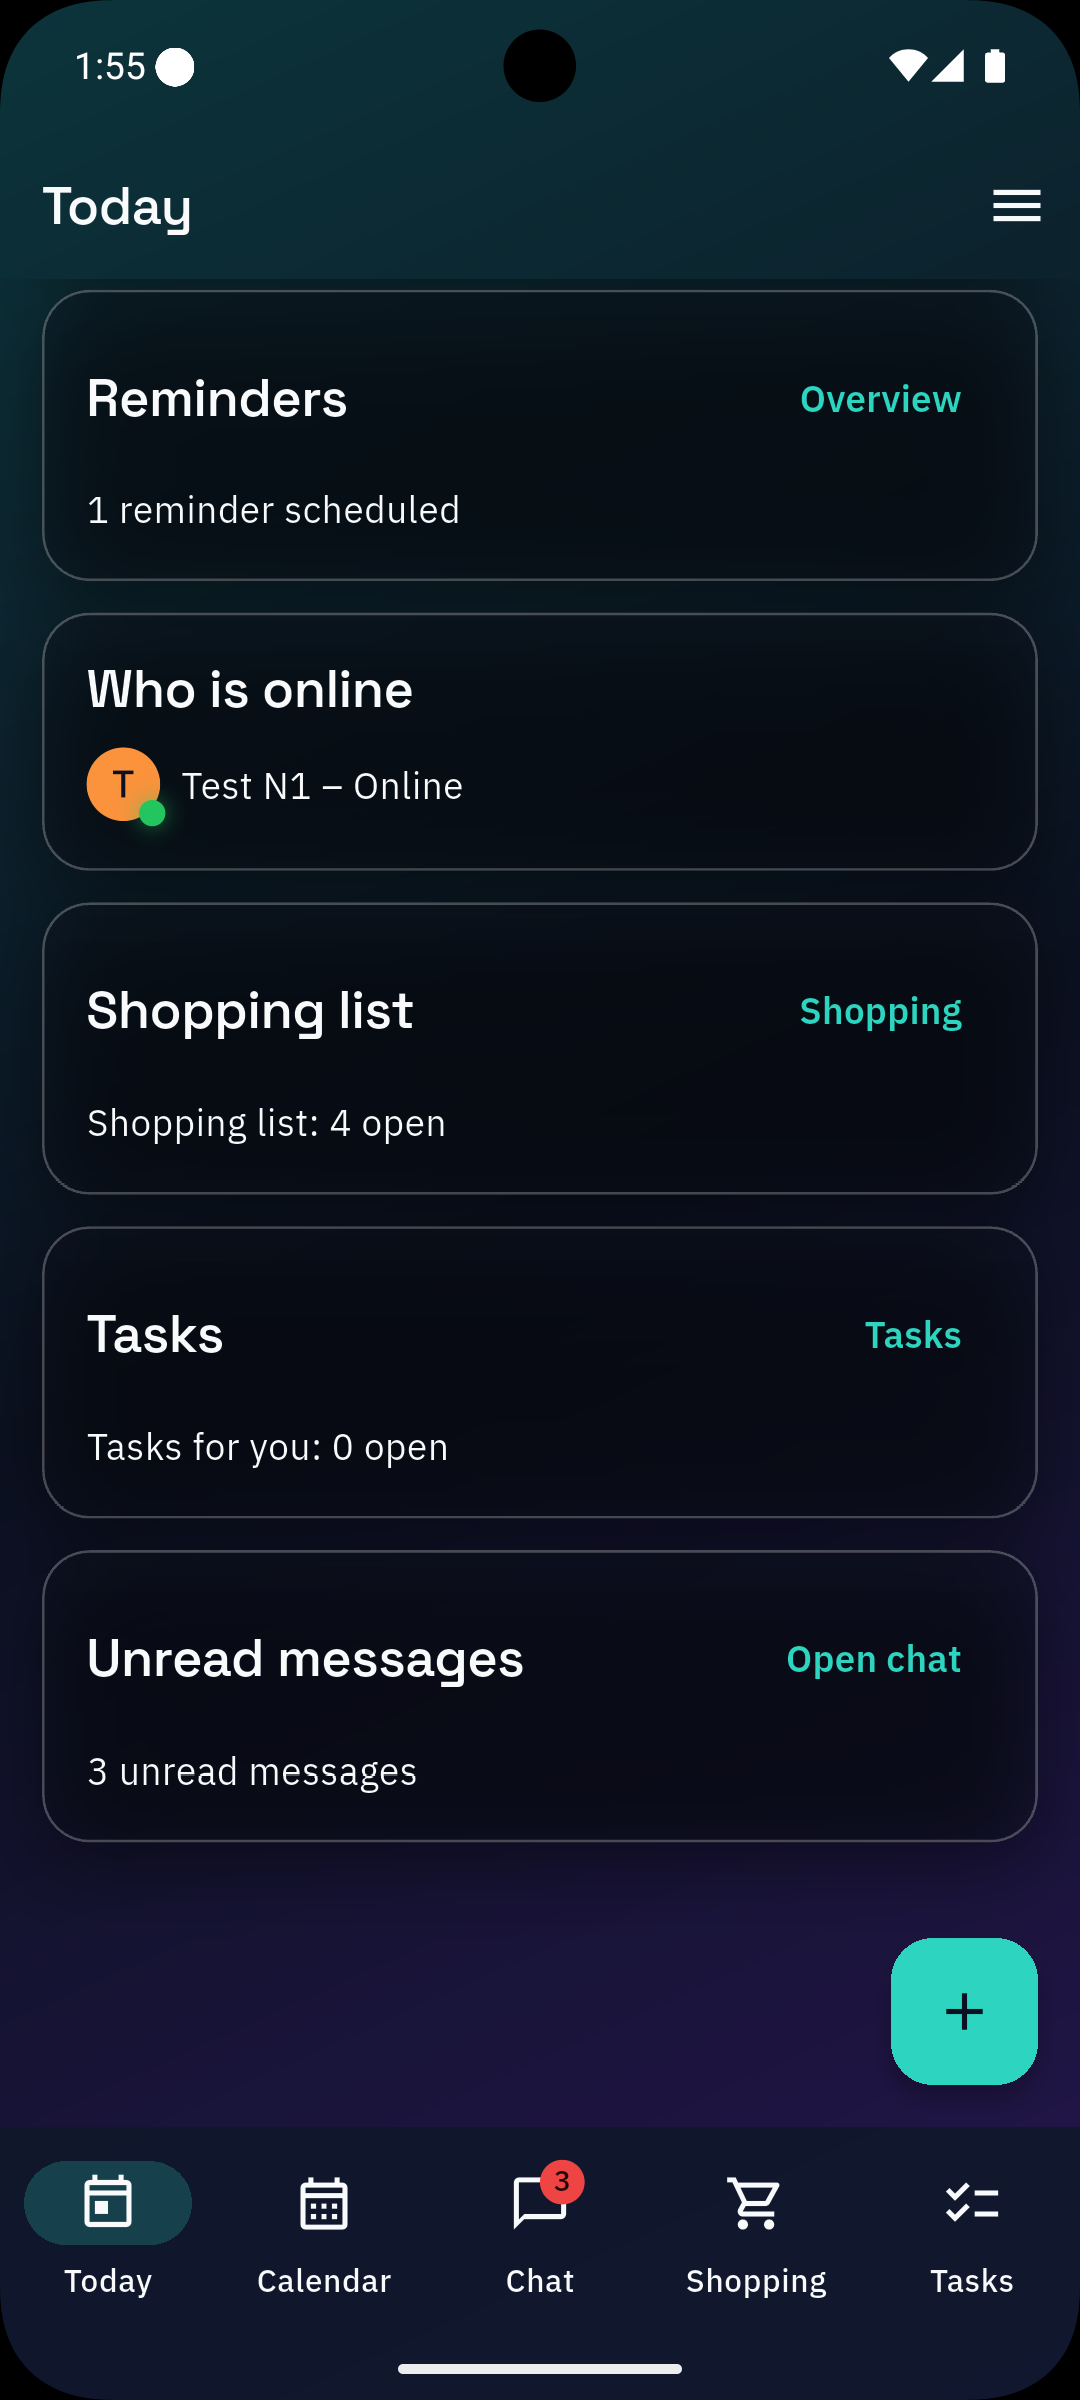 1:55
Today
Reminders
Overview
1 reminder scheduled
Who is online
T
Test N1 – Online
Shopping list
Shopping
Shopping list: 4 open
Tasks
Tasks
Tasks for you: 0 open
Unread messages
Open chat
3 unread messages
+
3
Today
Calendar
Chat
Shopping
Tasks